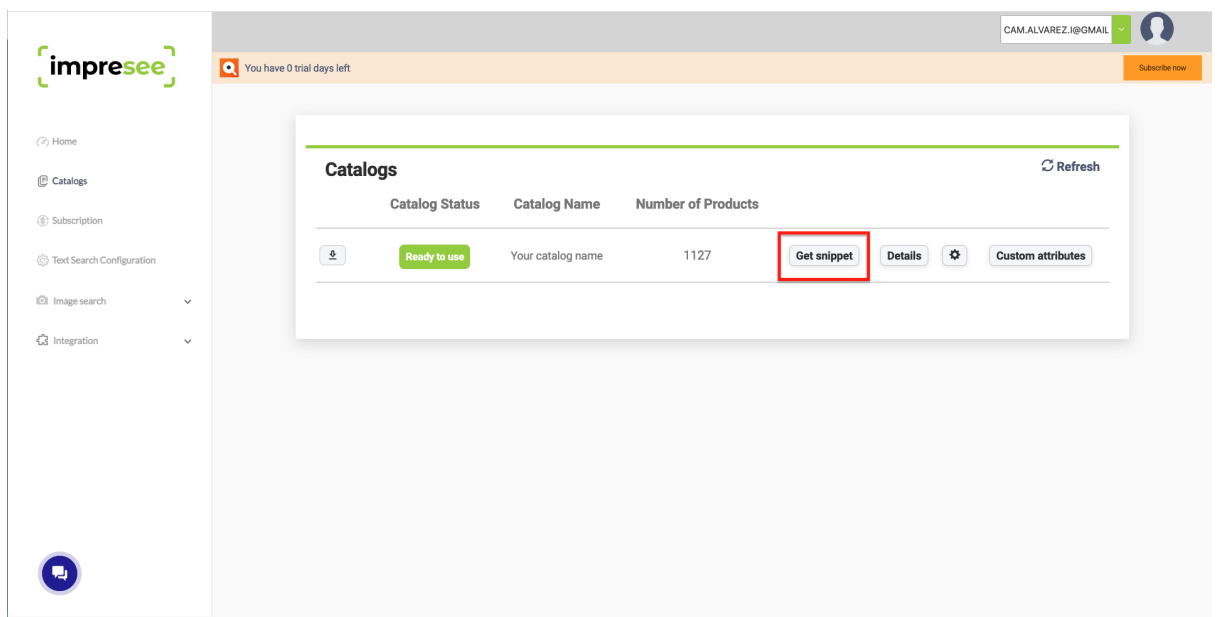 CAM.ALVAREZ.I@GMAIL
impresee
You have 0 trial days left
Subscribe now
Home
Catalogs
Subscription
Text Search Configuration
Image search
Integration
Catalogs
Refresh
Catalog Status Catalog Name Number of Products
Ready to use Your catalog name 1127 Get snippet Details Custom attributes